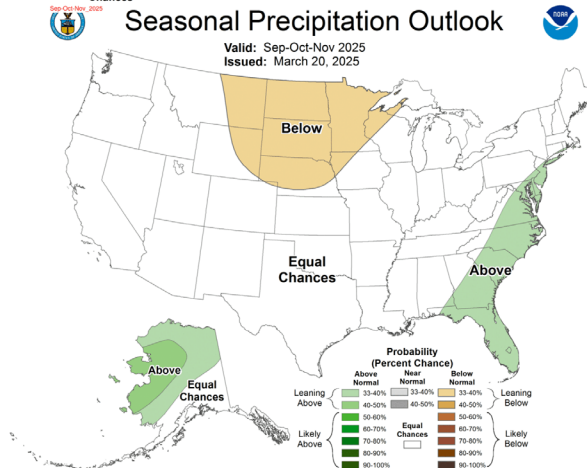 Chances
Sep-Oct-Nov_2025
Seasonal Precipitation Outlook
NOAA
Valid: Sep-Oct-Nov 2025
Issued: March 20, 2025
Below
Equal
Chances
Above
Above
Equal
Chances
Probability
(Percent Chance)
Above
Normal
Near
Normal
Below
Normal
Leaning
Above
33-40%
33-40%
33-40%
Leaning
Below
40-50%
40-50%
40-50%
Likely
Above
50-60%
60-70%
70-80%
80-90%
90-100%
Equal
Chances
50-60%
60-70%
70-80%
80-90%
90-100%
Likely
Below